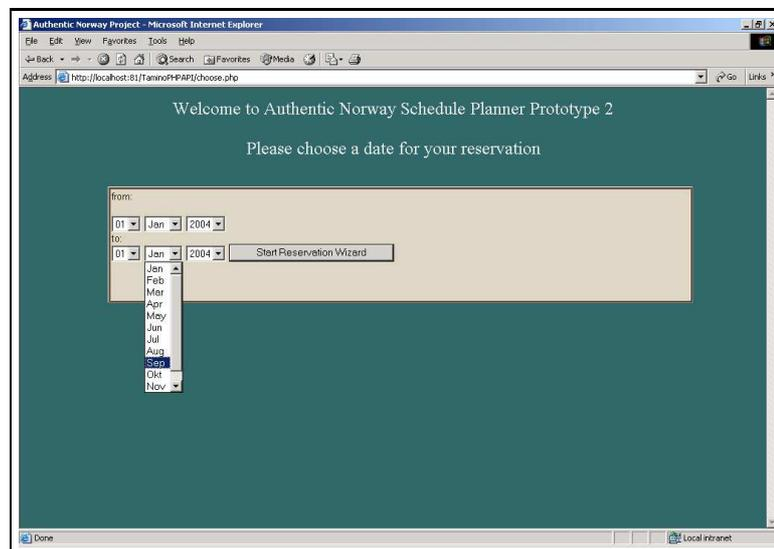 Authentic Norway Project - Microsoft Internet Explorer
File Edit View Favorites Tools Help
Back Search Favorites Media
Address http://localhost:81/TaminoPHPAPI/choose.php Go Links »
Welcome to Authentic Norway Schedule Planner Prototype 2
Please choose a date for your reservation
from:
01 Jan 2004
to:
01 Jan 2004 Start Reservation Wizard
Jan
Feb
Mar
Apr
May
Jun
Jul
Aug
Sep
Okt
Nov
Done Local intranet